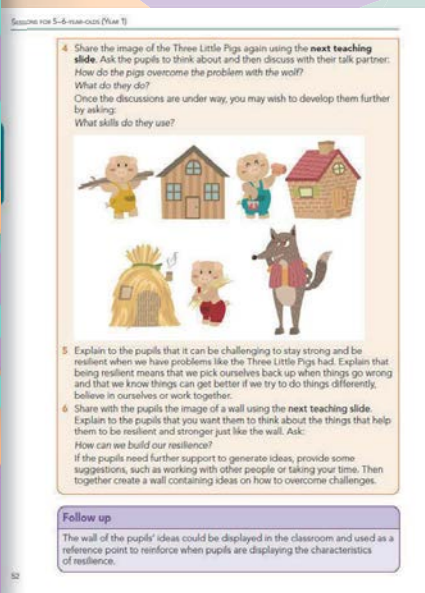 Sessions for 5–6-year-olds (Year 1)
4 Share the image of the Three Little Pigs again using the next teaching
slide. Ask the pupils to think about and then discuss with their talk partner:
How do the pigs overcome the problem with the wolf?
What do they do?
Once the discussions are under way, you may wish to develop them further
by asking:
What skills do they use?
5 Explain to the pupils that it can be challenging to stay strong and be
resilient when we have problems like the Three Little Pigs had. Explain that
being resilient means that we pick ourselves back up when things go wrong
and that we know things can get better if we try to do things differently,
believe in ourselves or work together.
6 Share with the pupils the image of a wall using the next teaching slide.
Explain to the pupils that you want them to think about the things that help
them to be resilient and stronger just like the wall. Ask:
How can we build our resilience?
If the pupils need further support to generate ideas, provide some
suggestions, such as working with other people or taking your time. Then
together create a wall containing ideas on how to overcome challenges.
Follow up
The wall of the pupils' ideas could be displayed in the classroom and used as a
reference point to reinforce when pupils are displaying the characteristics
of resilience.
52